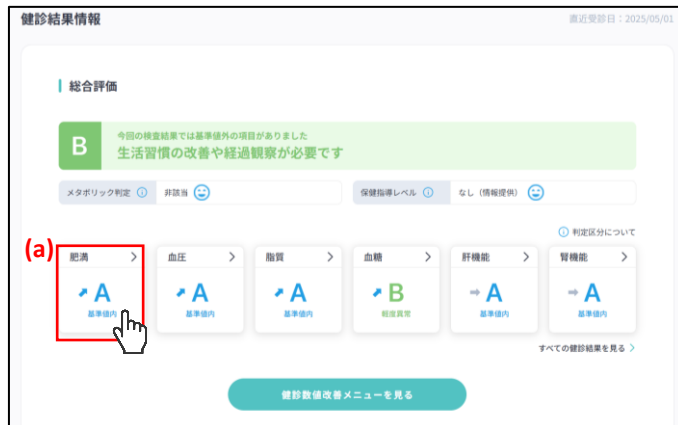 健診結果情報
直近受診日：2025/05/01
総合評価
B
今回の検査結果では基準値外の項目がありました
生活習慣の改善や経過観察が必要です
メタボリック判定 非該当
保健指導レベル なし（情報提供）
判定区分について
(a)
肥満 血圧 脂質 血糖 肝機能 腎機能
A A A B A A
基準値内 基準値内 基準値内 軽度異常 基準値内 基準値内
すべての健診結果を見る
健診数値改善メニューを見る